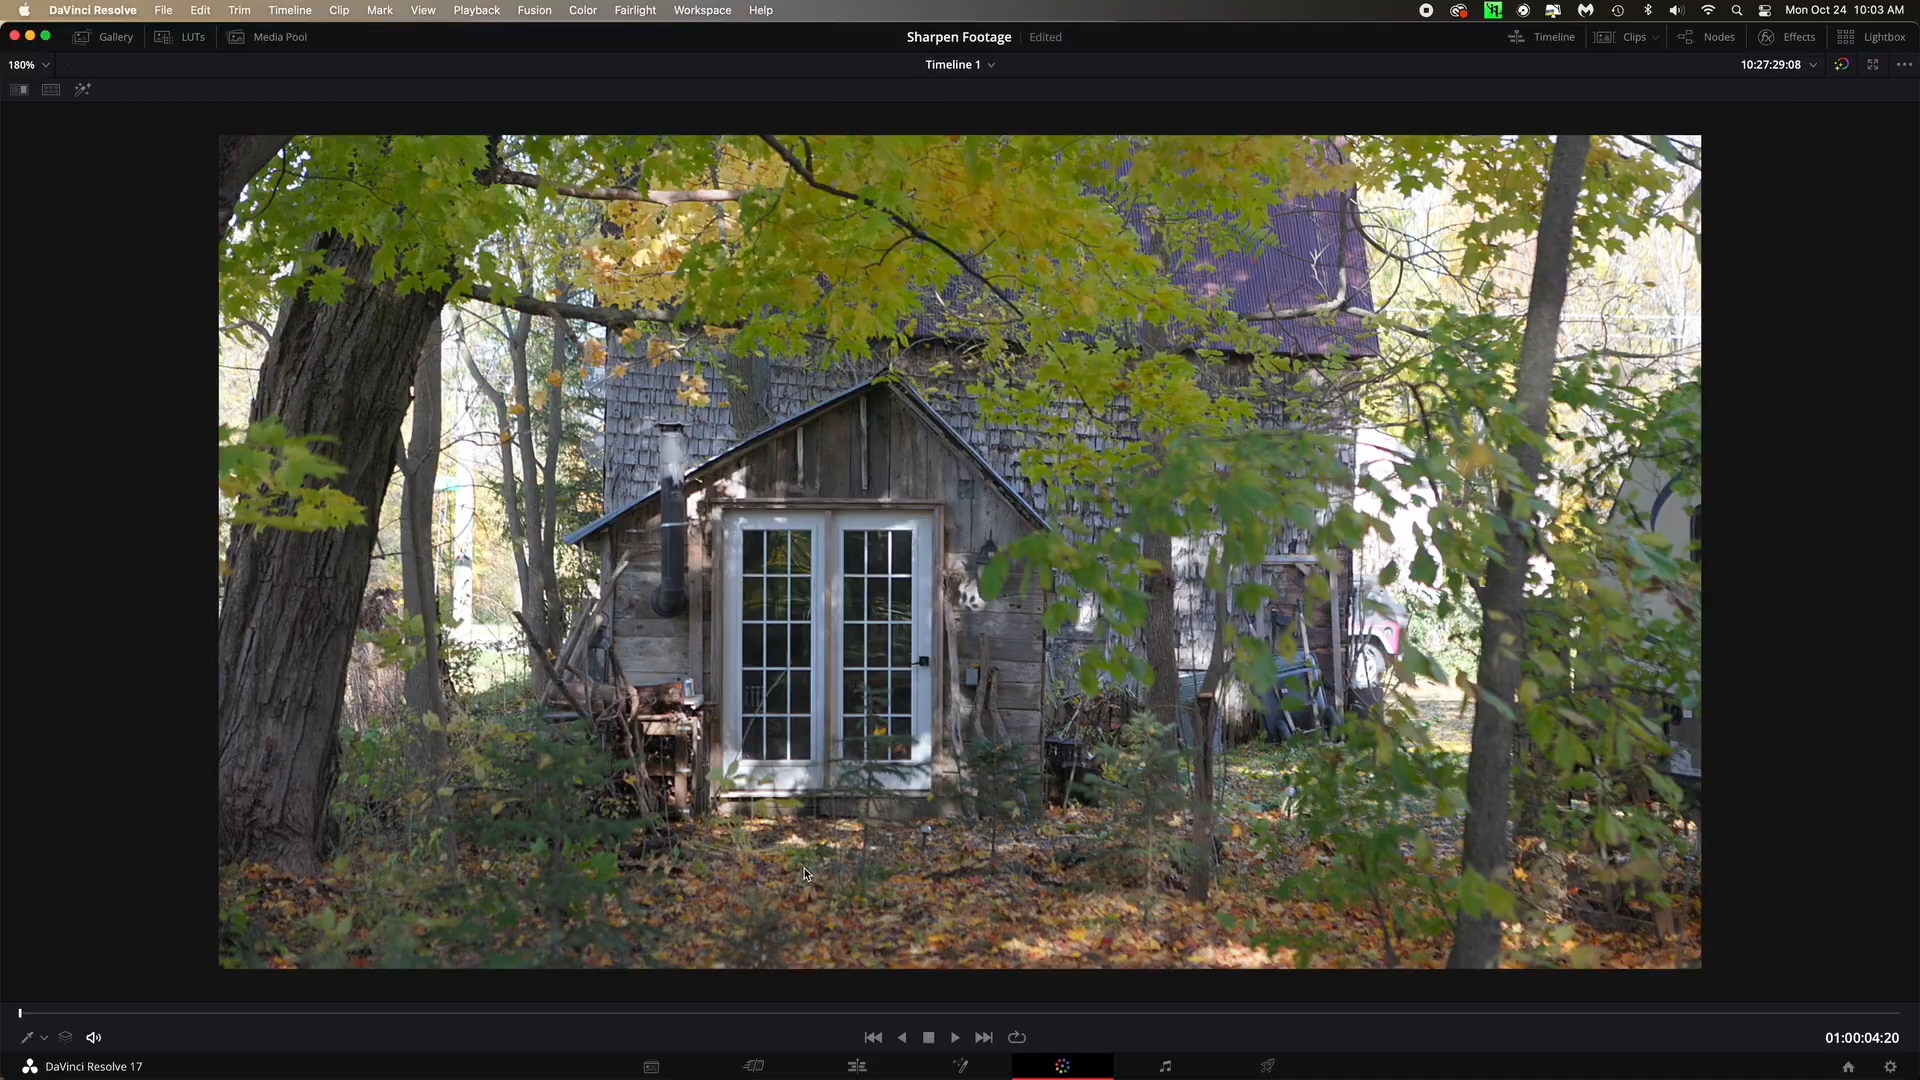 DaVinci Resolve File Edit Trim Timeline Clip Mark View Playback Fusion Color Fairlight Workspace Help Mon Oct 24 10:03 AM
Gallery LUTs Media Pool Sharpen Footage Edited Timeline Clips Nodes Effects Lightbox
180% Timeline 1 10:27:29:08
01:00:04:20
DaVinci Resolve 17